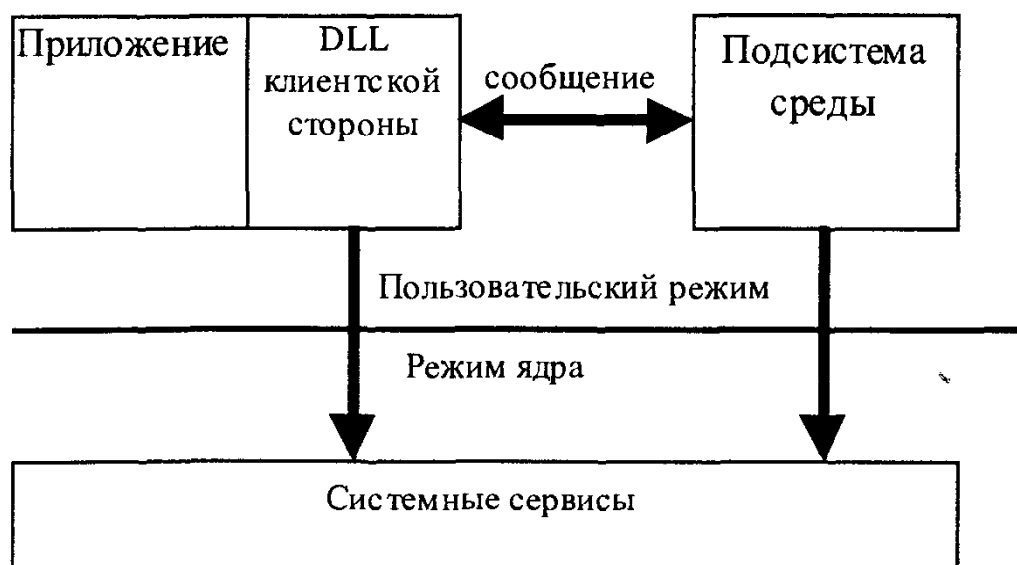 Приложение
DLL
клиентской
стороны
сообщение
Подсистема
среды
Пользовательский режим
Режим ядра
Системные сервисы